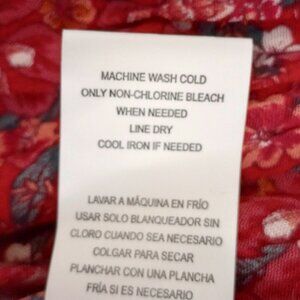 MACHINE WASH COLD
ONLY NON-CHLORINE BLEACH
WHEN NEEDED
LINE DRY
COOL IRON IF NEEDED
LAVAR A MÁQUINA EN FRÍO
USAR SOLO BLANQUEADOR SIN
CLORO CUANDO SEA NECESARIO
COLGAR PARA SECAR
PLANCHAR CON UNA PLANCHA
FRÍA SI ES NECESARIO